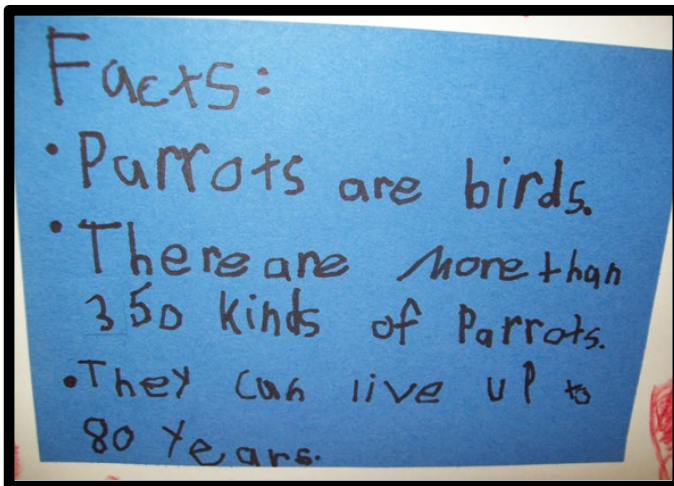 Facts:
• Parrots are birds.
• There are more than
350 kinds of Parrots.
• They can live up to
80 years.